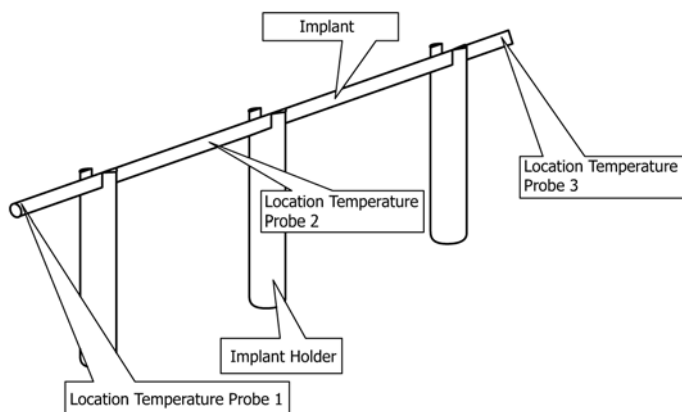 Implant
Location Temperature
Probe 3
Location Temperature
Probe 2
Implant Holder
Location Temperature Probe 1